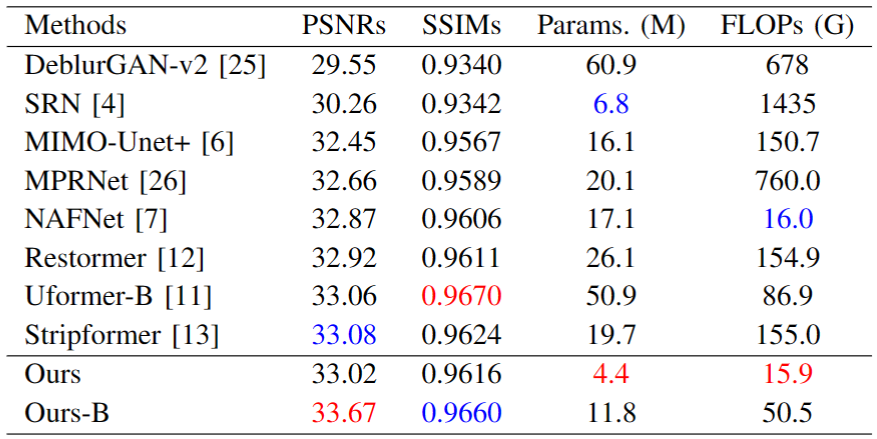 Methods PSNRs SSIMs Params. (M) FLOPs (G)
DeblurGAN-v2 [25] 29.55 0.9340 60.9 678
SRN [4] 30.26 0.9342 6.8 1435
MIMO-Unet+ [6] 32.45 0.9567 16.1 150.7
MPRNet [26] 32.66 0.9589 20.1 760.0
NAFNet [7] 32.87 0.9606 17.1 16.0
Restormer [12] 32.92 0.9611 26.1 154.9
Uformer-B [11] 33.06 0.9670 50.9 86.9
Stripformer [13] 33.08 0.9624 19.7 155.0
Ours 33.02 0.9616 4.4 15.9
Ours-B 33.67 0.9660 11.8 50.5